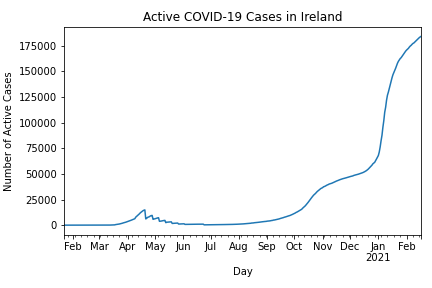 Active COVID-19 Cases in Ireland
Number of Active Cases
175000
150000
125000
100000
75000
50000
25000
0
Feb Mar Apr May Jun Jul Aug Sep Oct Nov Dec Jan Feb
2021
Day